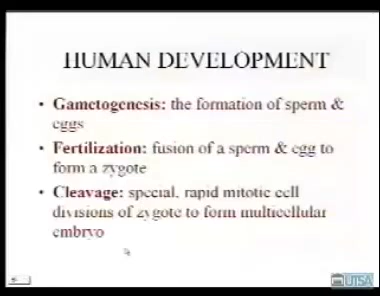 HUMAN DEVELOPMENT
• Gametogenesis: the formation of sperm &
eggs
• Fertilization: fusion of a sperm & egg to
form a zygote
• Cleavage: special, rapid mitotic cell
divisions of zygote to form multicellular
embryo
UTSA